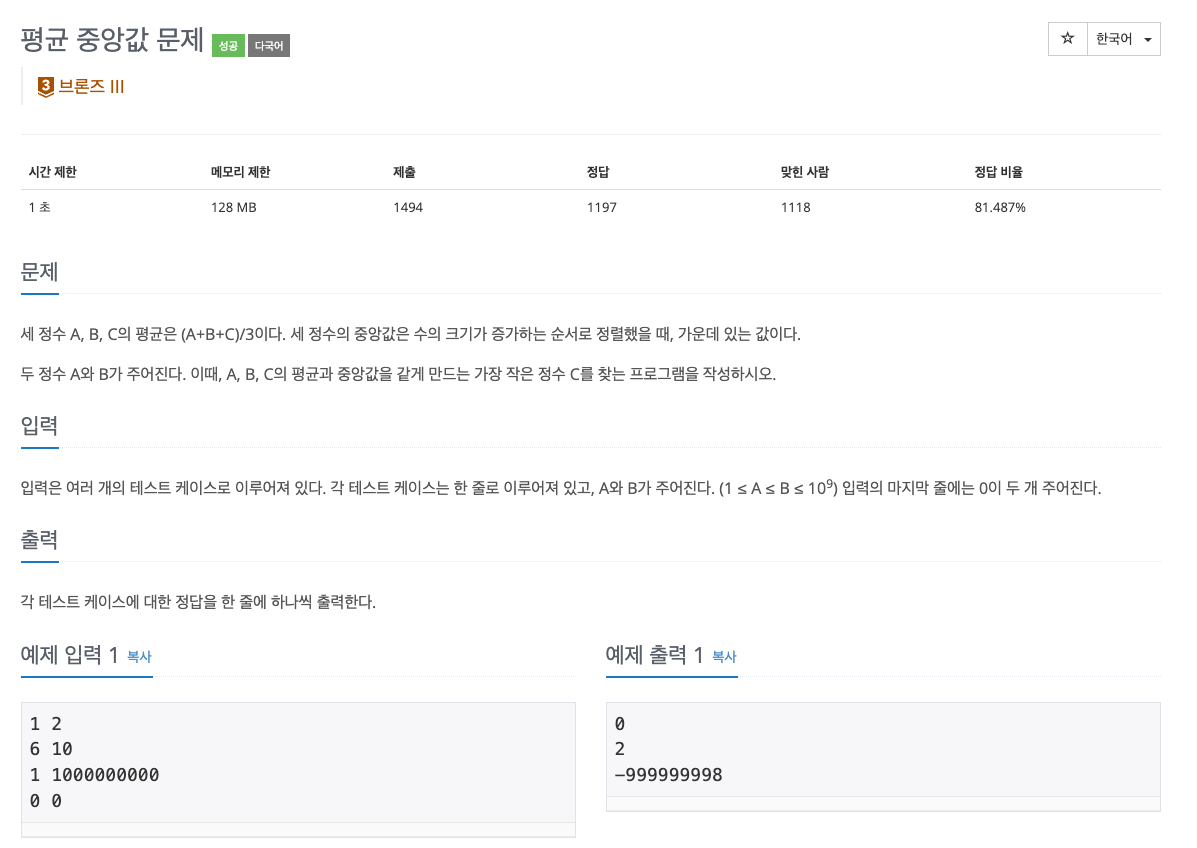 평균 중앙값 문제 성공 다국어
☆ 한국어
3 브론즈 III
시간 제한 메모리 제한 제출 정답 맞힌 사람 정답 비율
1 초 128 MB 1494 1197 1118 81.487%
문제
세 정수 A, B, C의 평균은 (A+B+C)/3이다. 세 정수의 중앙값은 수의 크기가 증가하는 순서로 정렬했을 때, 가운데 있는 값이다.
두 정수 A와 B가 주어진다. 이때, A, B, C의 평균과 중앙값을 같게 만드는 가장 작은 정수 C를 찾는 프로그램을 작성하시오.
입력
입력은 여러 개의 테스트 케이스로 이루어져 있다. 각 테스트 케이스는 한 줄로 이루어져 있고, A와 B가 주어진다. (1 ≤ A ≤ B ≤ 10⁹) 입력의 마지막 줄에는 0이 두 개 주어진다.
출력
각 테스트 케이스에 대한 정답을 한 줄에 하나씩 출력한다.
예제 입력 1 복사
1 2
6 10
1 1000000000
0 0
예제 출력 1 복사
0
2
-999999998